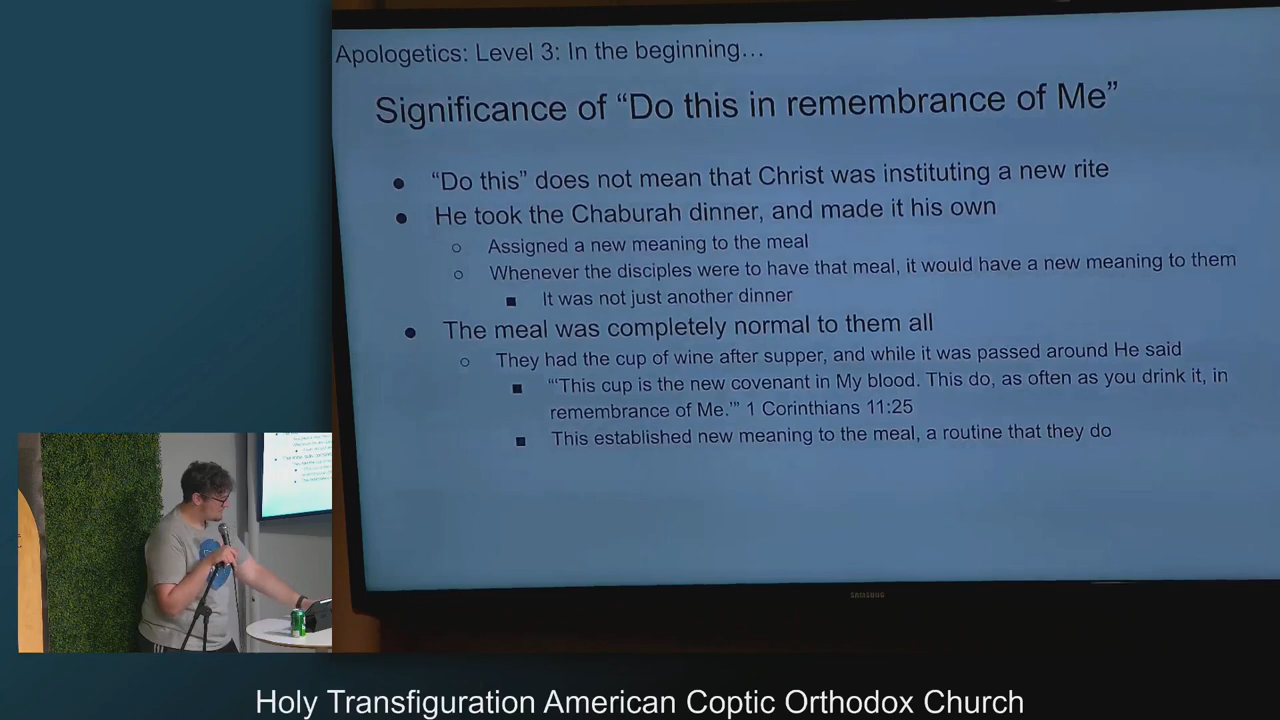 Apologetics: Level 3: In the beginning…
Significance of “Do this in remembrance of Me”
● “Do this” does not mean that Christ was instituting a new rite
● He took the Chaburah dinner, and made it his own
○ Assigned a new meaning to the meal
○ Whenever the disciples were to have that meal, it would have a new meaning to them
■ It was not just another dinner
● The meal was completely normal to them all
○ They had the cup of wine after supper, and while it was passed around He said
■ “‘This cup is the new covenant in My blood. This do, as often as you drink it, in
remembrance of Me.’” 1 Corinthians 11:25
■ This established new meaning to the meal, a routine that they do
SAMSUNG
Holy Transfiguration American Coptic Orthodox Church